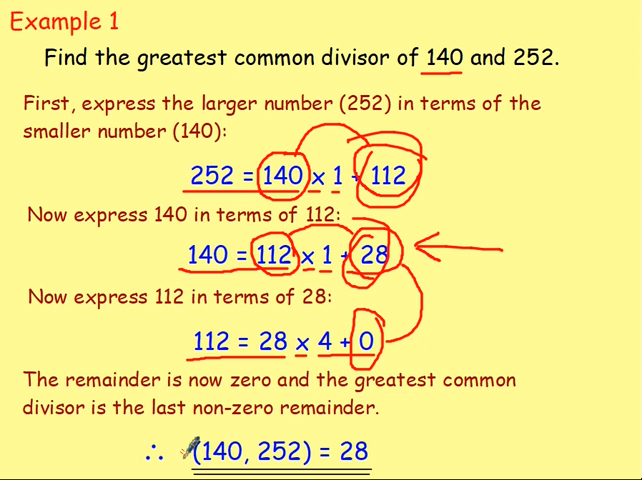 Example 1
Find the greatest common divisor of 140 and 252.
First, express the larger number (252) in terms of the
smaller number (140):
252 = 140 x 1 + 112
Now express 140 in terms of 112:
140 = 112 x 1 + 28
Now express 112 in terms of 28:
112 = 28 x 4 + 0
The remainder is now zero and the greatest common
divisor is the last non-zero remainder.
∴ (140, 252) = 28